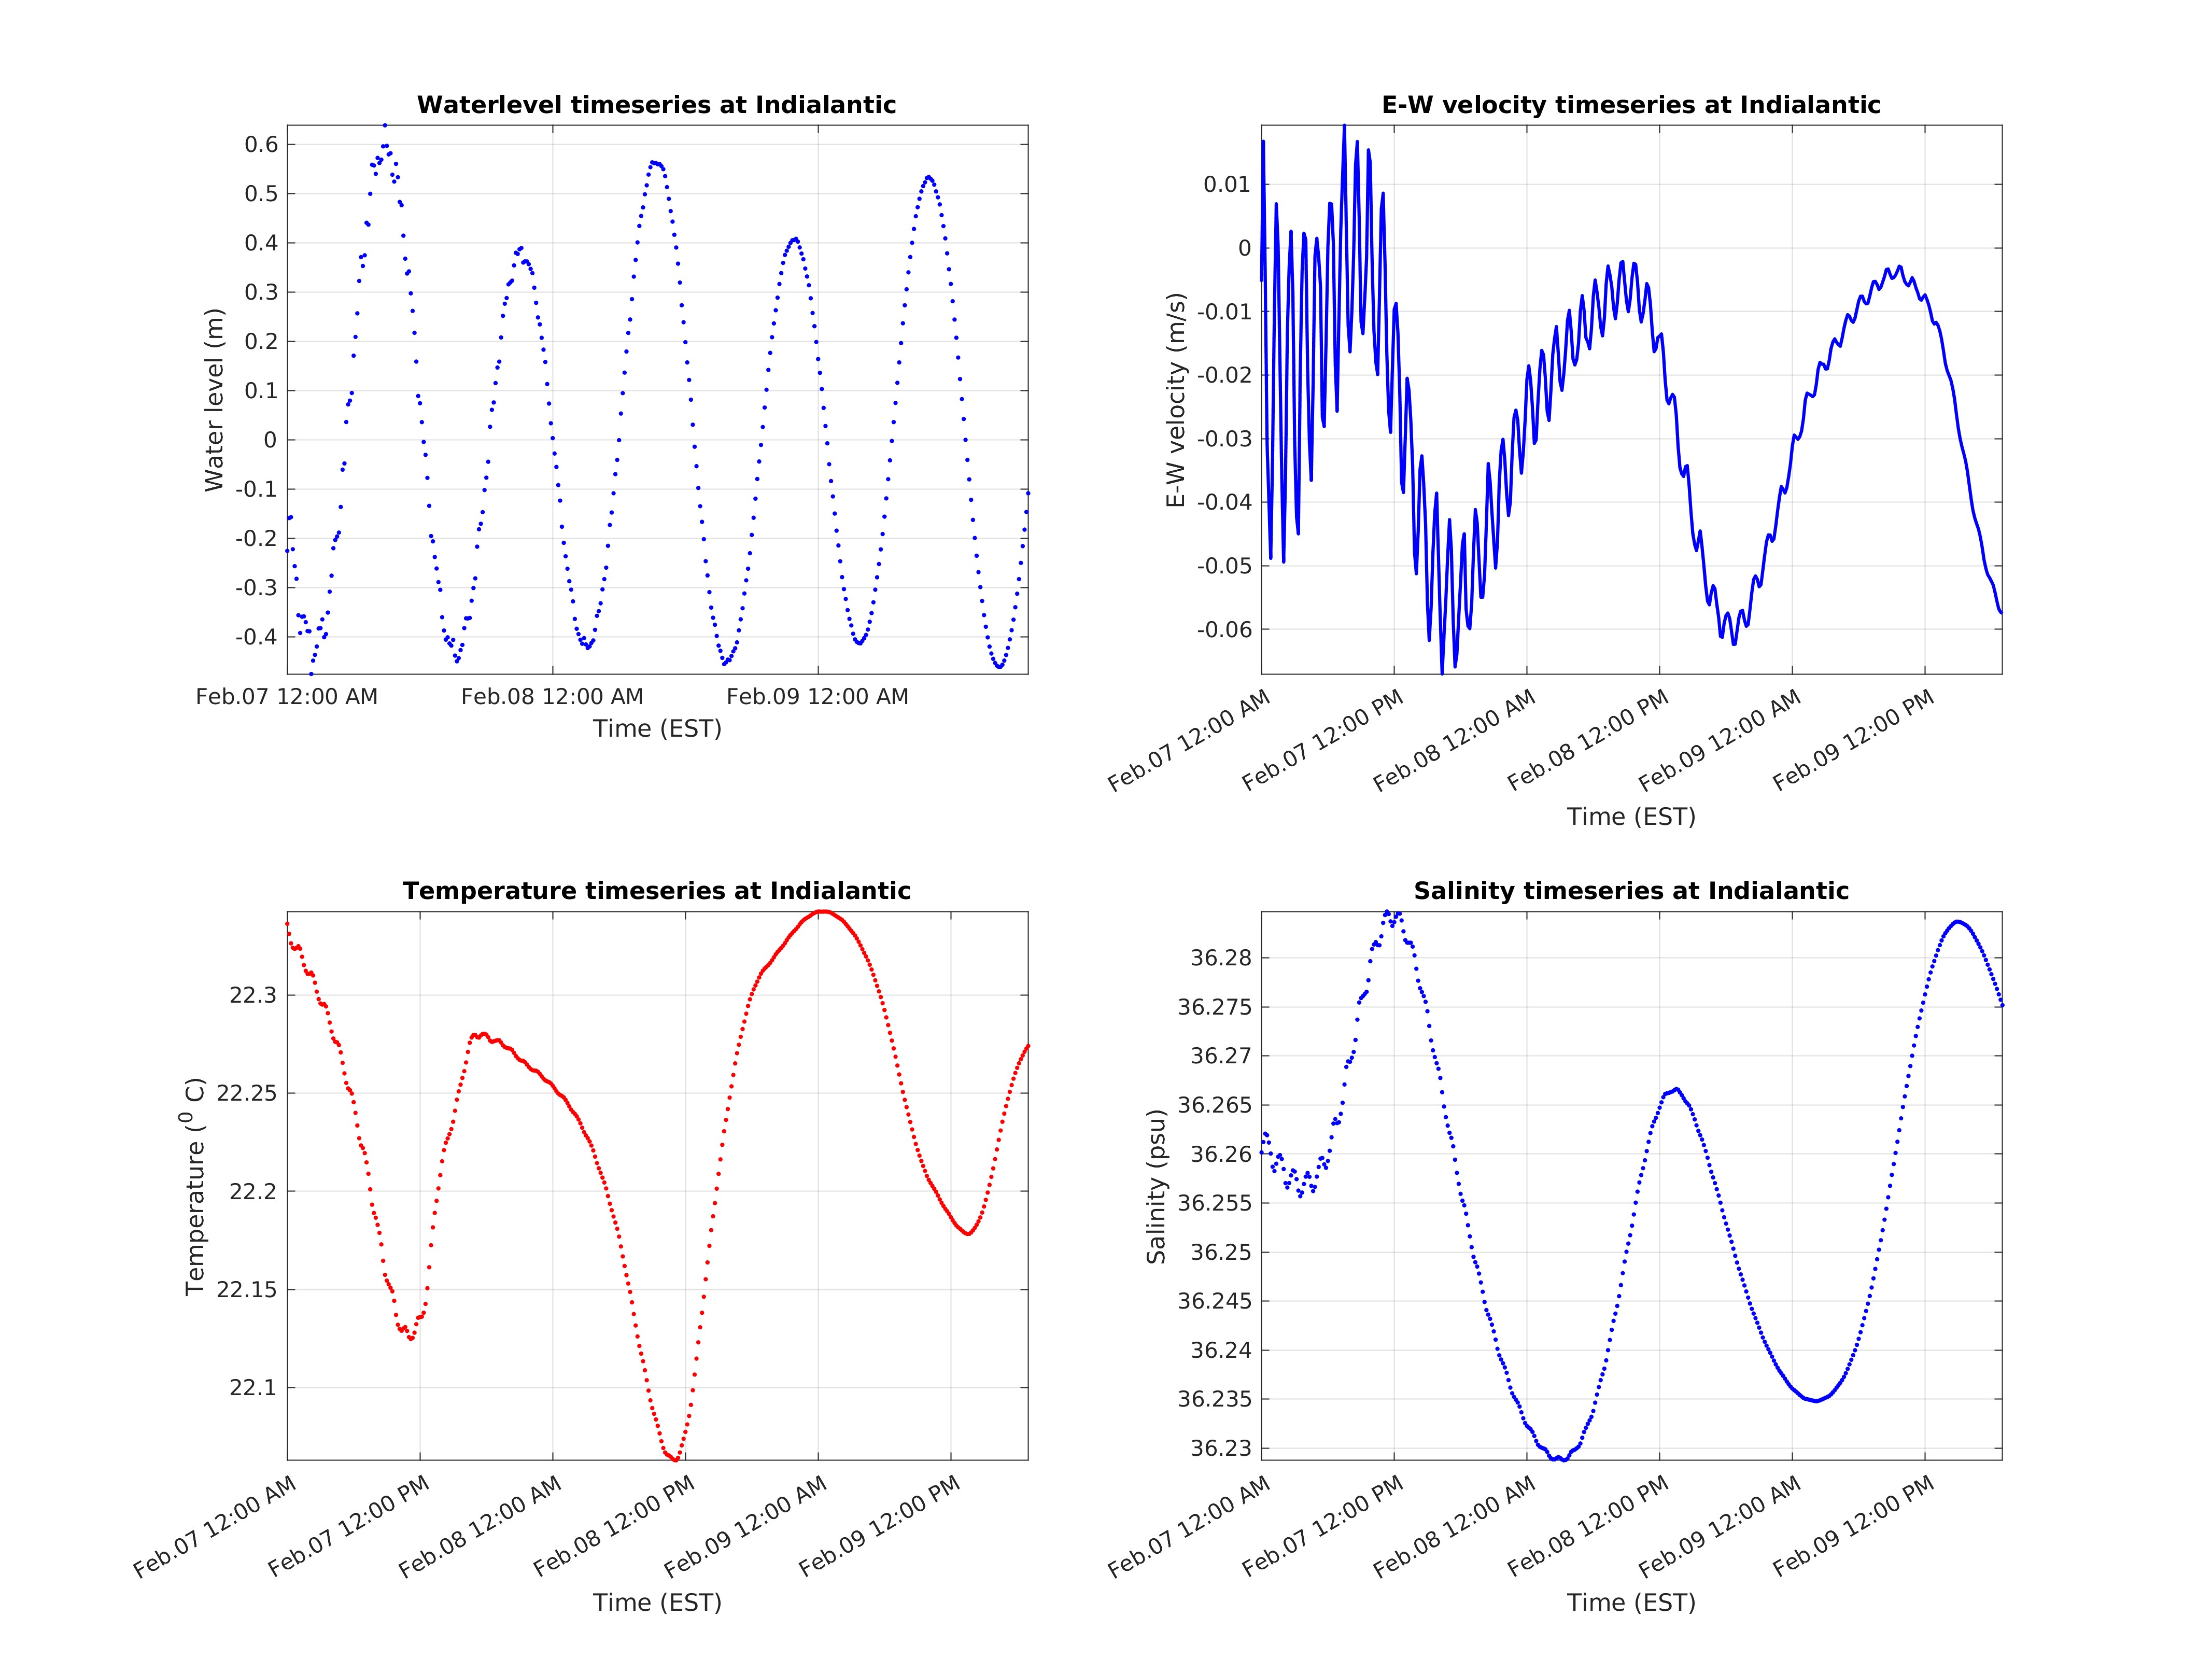 Waterlevel timeseries at Indialantic
0.6
0.5
0.4
0.3
0.2
0.1
0
-0.1
-0.2
-0.3
-0.4
Water level (m)
Feb.07 12:00 AM
Feb.08 12:00 AM
Feb.09 12:00 AM
Time (EST)
E-W velocity timeseries at Indialantic
0.01
0
-0.01
-0.02
-0.03
-0.04
-0.05
-0.06
E-W velocity (m/s)
Feb.07 12:00 AM
Feb.07 12:00 PM
Feb.08 12:00 AM
Feb.08 12:00 PM
Feb.09 12:00 AM
Feb.09 12:00 PM
Time (EST)
Temperature timeseries at Indialantic
22.3
22.25
22.2
22.15
22.1
Temperature (⁰ C)
Feb.07 12:00 AM
Feb.07 12:00 PM
Feb.08 12:00 AM
Feb.08 12:00 PM
Feb.09 12:00 AM
Feb.09 12:00 PM
Time (EST)
Salinity timeseries at Indialantic
36.28
36.275
36.27
36.265
36.26
36.255
36.25
36.245
36.24
36.235
36.23
Salinity (psu)
Feb.07 12:00 AM
Feb.07 12:00 PM
Feb.08 12:00 AM
Feb.08 12:00 PM
Feb.09 12:00 AM
Feb.09 12:00 PM
Time (EST)